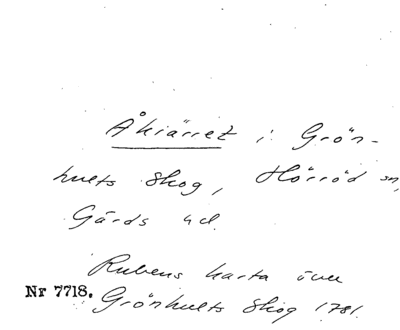 Åkiärret i Grön-
hults Skog, Hörröd sn,
Gärds hd.
Rubens karta över
Nr 7718. Grönhults Skog 1781.